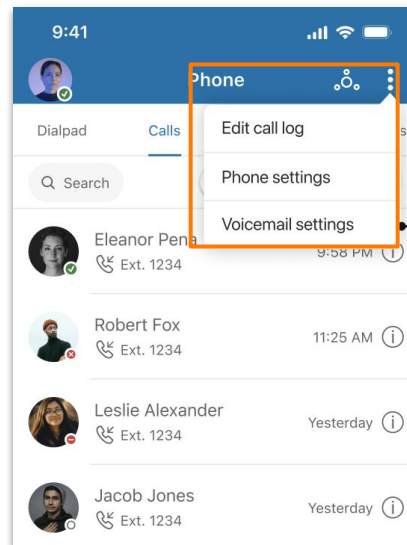 9:41
Phone
Dialpad Calls
Edit call log
Phone settings
Voicemail settings
Search
Eleanor Pena
Ext. 1234 9:58 PM
Robert Fox
Ext. 1234 11:25 AM
Leslie Alexander
Ext. 1234 Yesterday
Jacob Jones
Ext. 1234 Yesterday